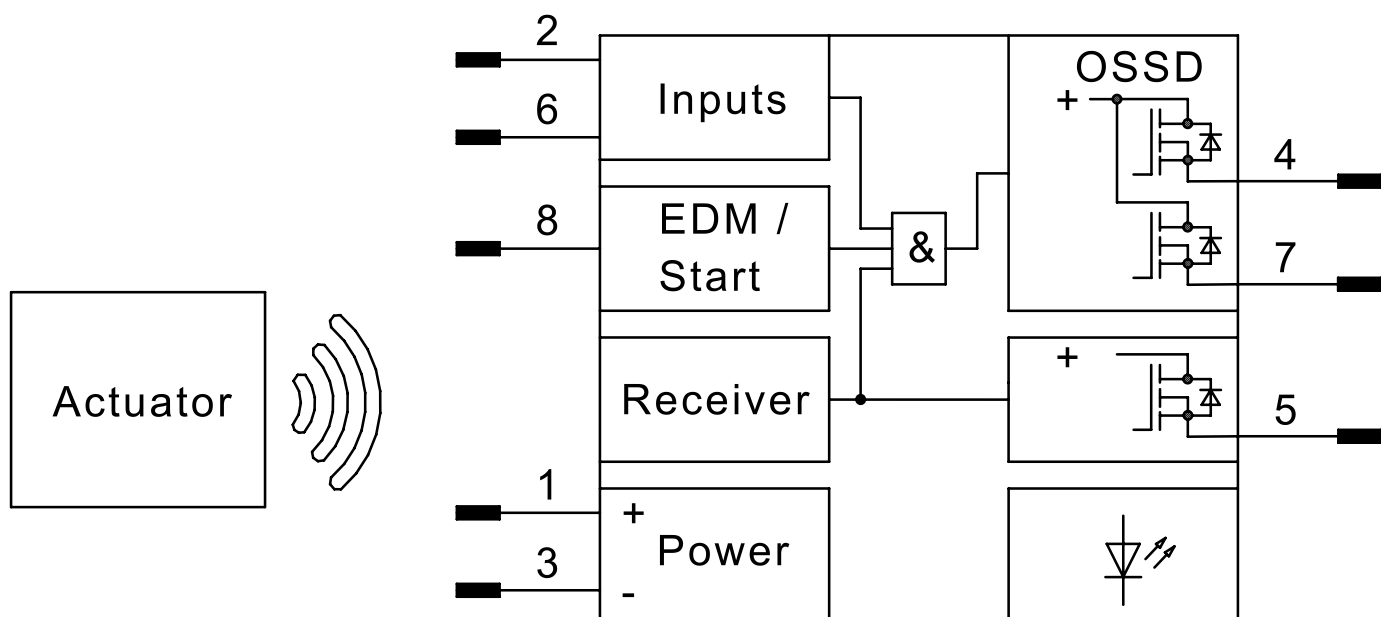 2
Inputs
OSSD
+
6
4
8
EDM /
Start
&
7
Actuator
Receiver
+
5
1
+
Power
3
-